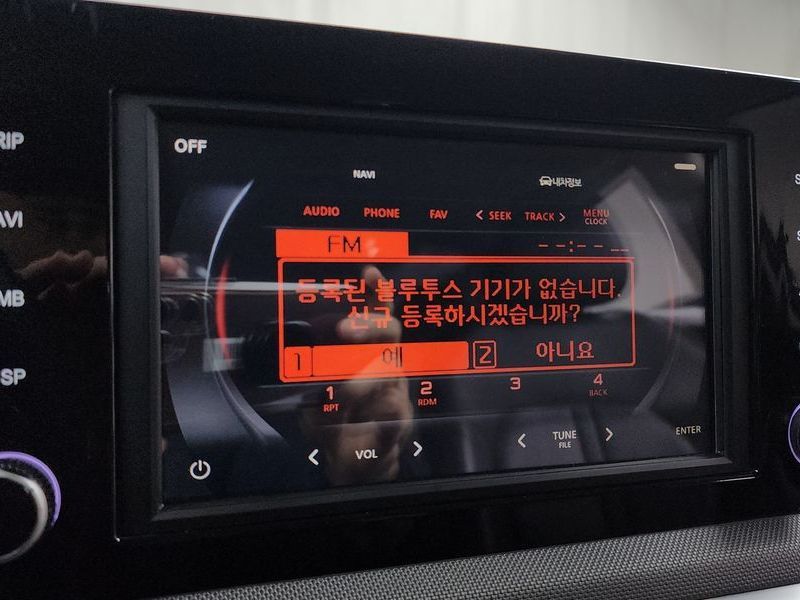 OFF
NAVI
내차정보
AUDIO PHONE FAV < SEEK TRACK > MENU
CLOCK
FM --:-- --
등록된 블루투스 기기가 없습니다.
신규 등록하시겠습니까?
1 예 2 아니요
1 2 3 4
RPT RDM BACK
< VOL > < TUNE >
FILE
ENTER
RIP
AVI
MB
SP
S
S